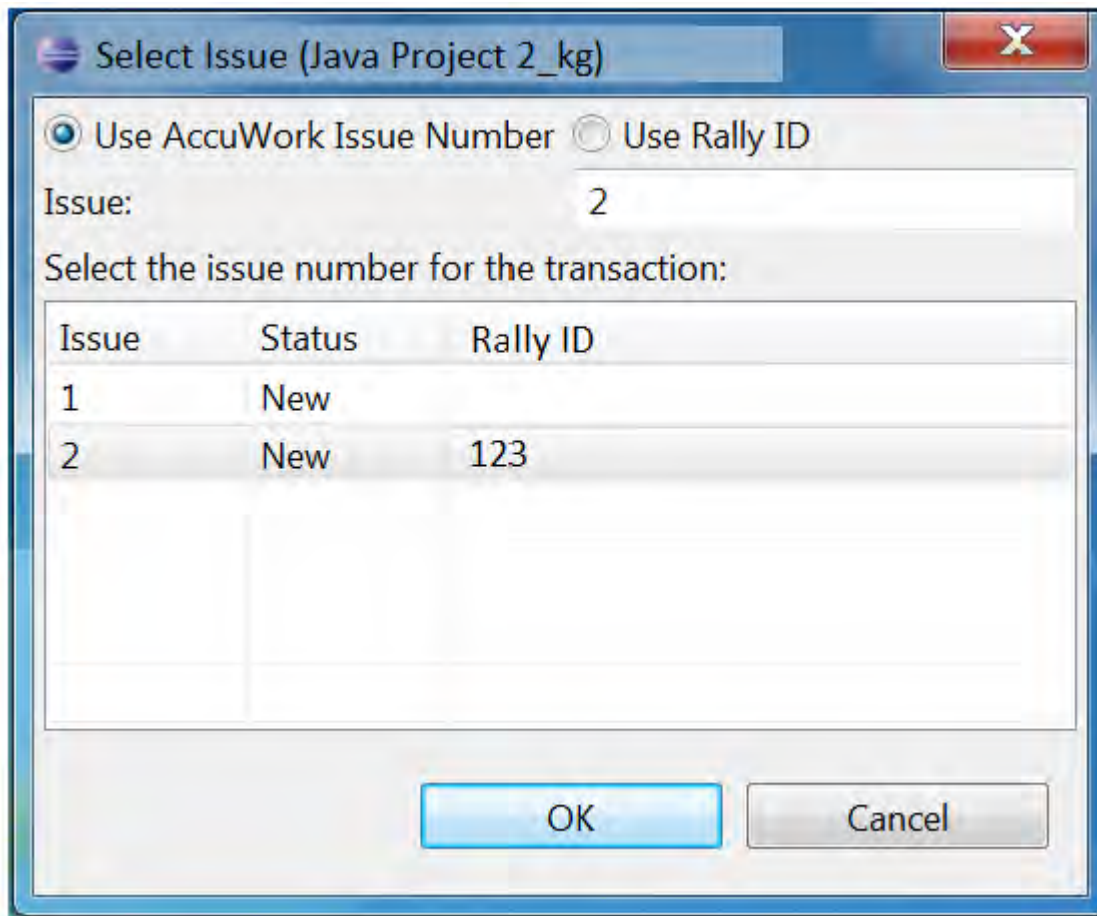 Select Issue (Java Project 2_kg)
Use AccuWork Issue Number Use Rally ID
Issue: 2
Select the issue number for the transaction:
Issue Status Rally ID
1 New
2 New 123
OK Cancel